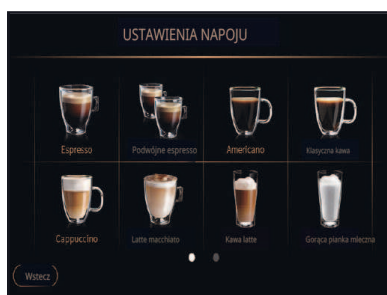 USTAWIENIA NAPOJU
Espresso
Podwójne espresso
Americano
Klasyczna kawa
Cappuccino
Latte macchiato
Kawa latte
Gorąca pianka mleczna
Wstecz